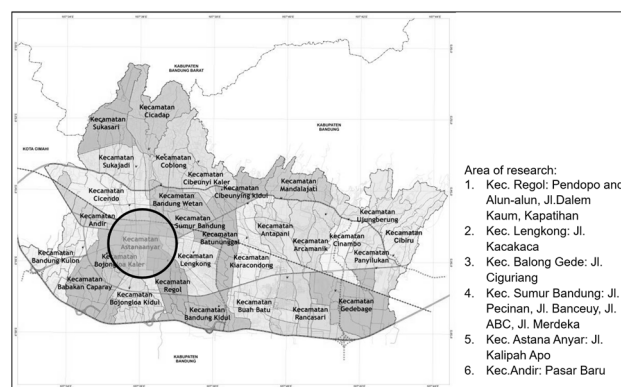 KABUPATEN
BANDUNG BARAT
Kecamatan
Cicadap
Kecamatan
Sukasari
KABUPATEN
BANDUNG
KOTA CIMAHI
Kecamatan
Sukajadi
Kecamatan
Coblong
Kecamatan
Cibeunyi Kaler
Kecamatan
Cibeunying kidul
Kecamatan
Mandalajati
Kecamatan
Cicendo
Kecamatan
Bandung Wetan
Kecamatan
Andir
Kecamatan
Sumur Bandung
Kecamatan
Batununggal
Kecamatan
Antapani
Kecamatan
Arcamanik
Kecamatan
Cinambo
Kecamatan
Ujungberung
Kecamatan
Cibiru
Kecamatan
Panyilukan
Kecamatan
Astanaanyar
Kecamatan
Bandung Kulon
Kecamatan
Bojongloa Kaler
Kecamatan
Lengkong
Kecamatan
Kiaracondong
Kecamatan
Babakan Caparay
Kecamatan
Bojongloa Kidul
Kecamatan
Regol
Kecamatan
Bandung Kidul
Kecamatan
Buah Batu
Kecamatan
Rancasari
Kecamatan
Gedebage
KABUPATEN
BANDUNG
Area of research:
1. Kec. Regol: Pendopo and
Alun-alun, Jl.Dalem
Kaum, Kapatihan
2. Kec. Lengkong: Jl.
Kacakaca
3. Kec. Balong Gede: Jl.
Ciguriang
4. Kec. Sumur Bandung: Jl.
Pecinan, Banceuy, Jl.
ABC, Jl. Merdeka
5. Kec. Astana Anyar: Jl.
Kalipah Apo
6. Kec.Andir: Pasar Baru